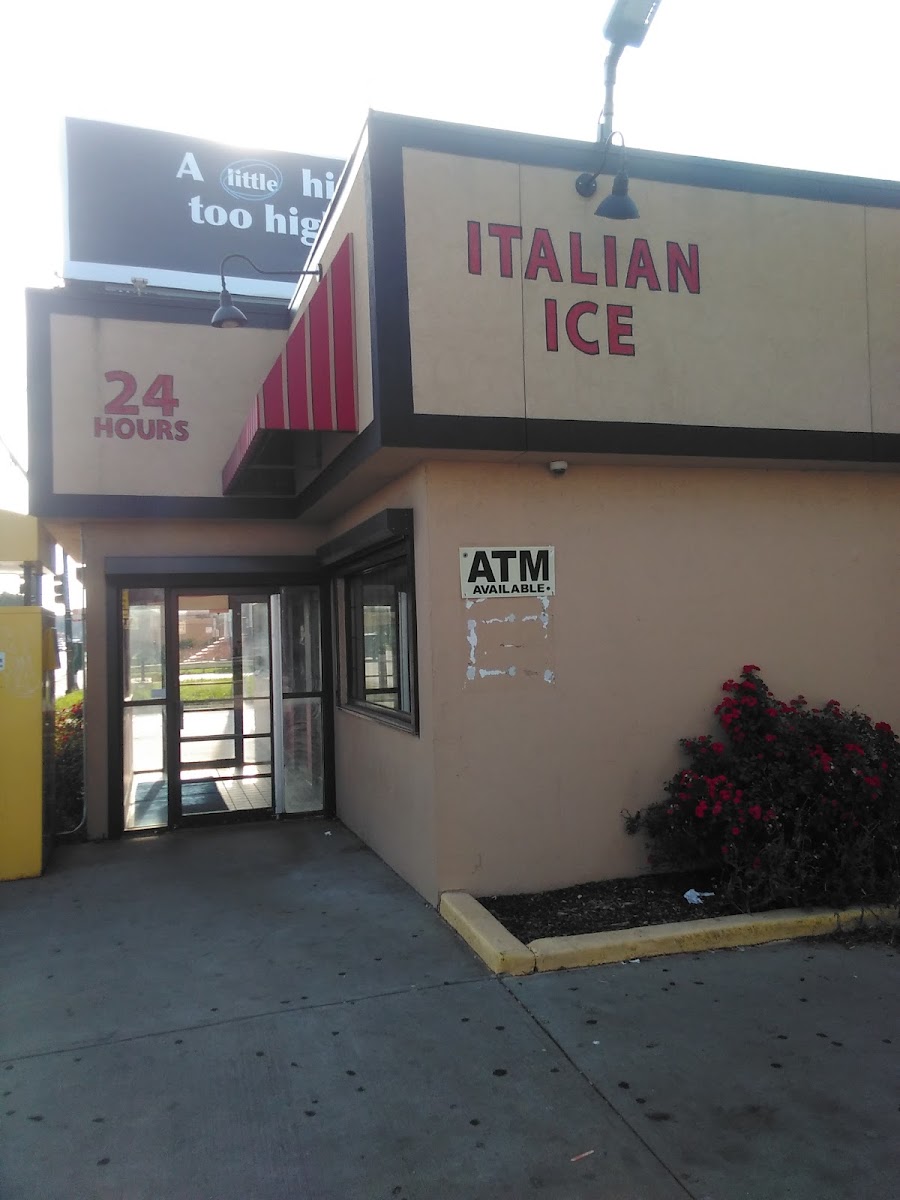 A little
too
ITALIAN
ICE
24
HOURS
ATM
AVAILABLE